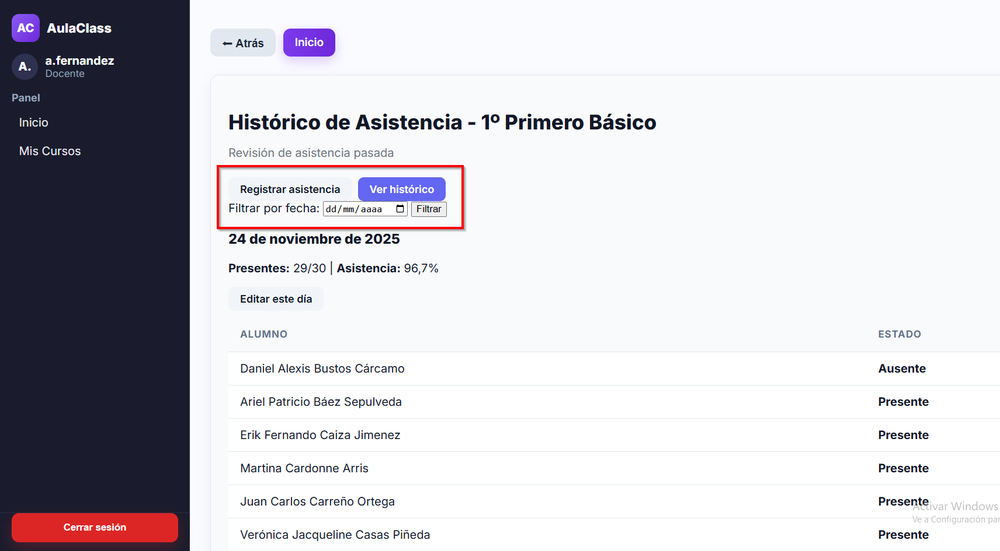 AC AulaClass
A. a.fernandez
Docente
Panel
Inicio
Mis Cursos
Cerrar sesión
← Atrás
Inicio
Histórico de Asistencia - 1º Primero Básico
Revisión de asistencia pasada
Registrar asistencia
Ver histórico
Filtrar por fecha: dd/mm/aaaa Filtrar
24 de noviembre de 2025
Presentes: 29/30 | Asistencia: 96,7%
Editar este día
ALUMNO ESTADO
Daniel Alexis Bustos Cárcamo Ausente
Ariel Patricio Báez Sepulveda Presente
Erik Fernando Caiza Jimenez Presente
Martina Cardonne Arris Presente
Juan Carlos Carreño Ortega Presente
Activar Windows
Ve a Configuración par
Verónica Jacqueline Casas Piñeda Presente